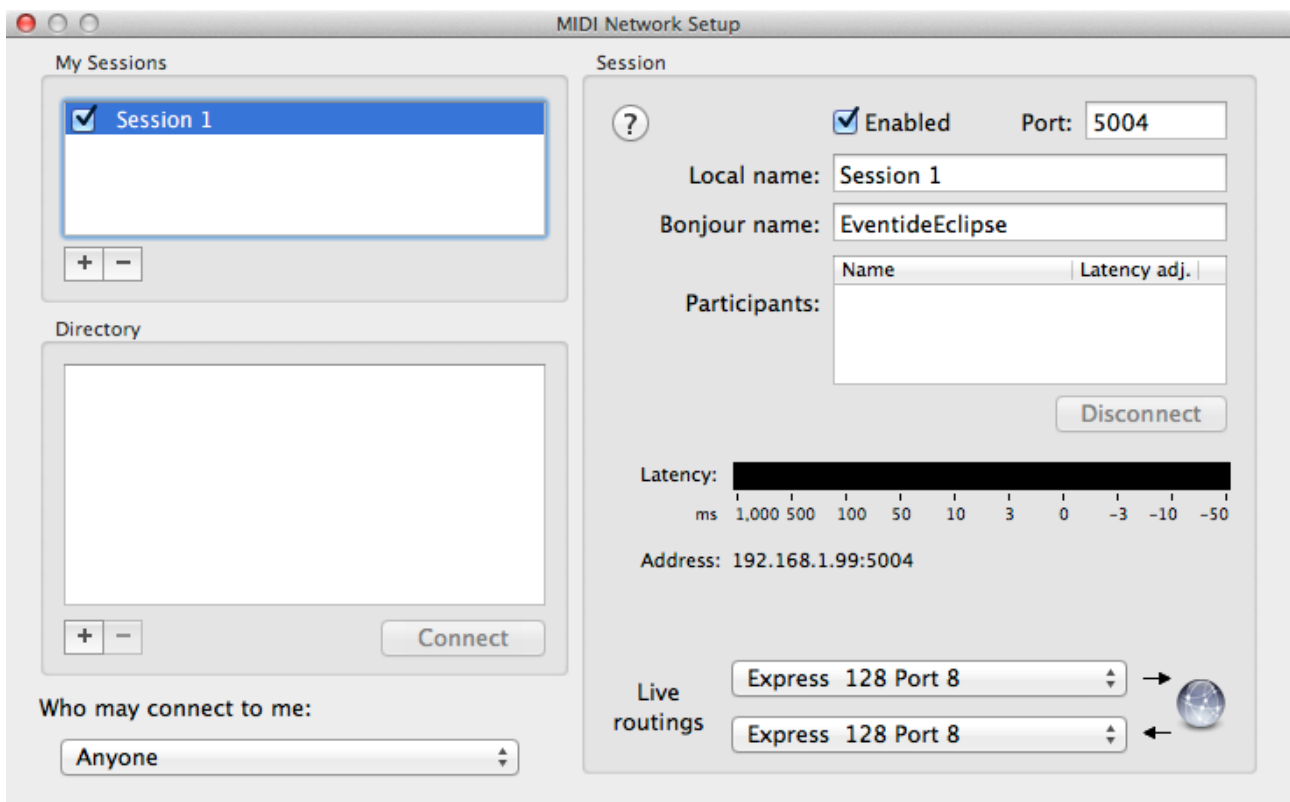 MIDI Network Setup
My Sessions
Session 1
+ −
Directory
+ −
Connect
Who may connect to me:
Anyone
Session
?
Enabled
Port: 5004
Local name: Session 1
Bonjour name: EventideEclipse
Participants:
Name Latency adj.
Disconnect
Latency:
ms 1,000 500 100 50 10 3 0 -3 -10 -50
Address: 192.168.1.99:5004
Live
routings
Express 128 Port 8
Express 128 Port 8